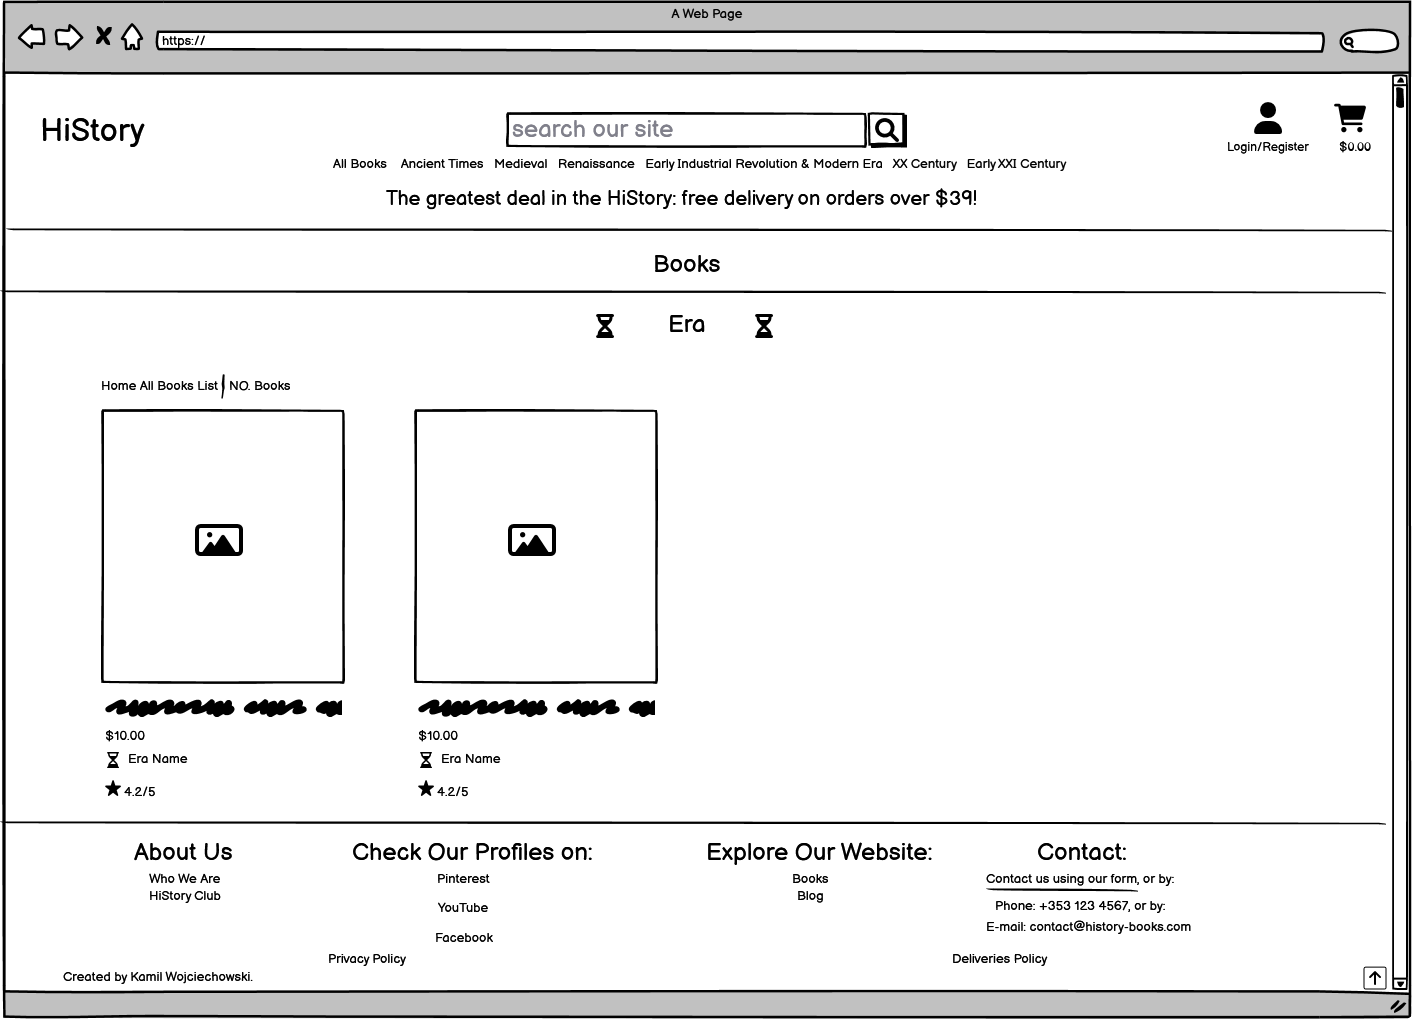 A Web Page
https://
HiStory
search our site
Login/Register
$0.00
All Books Ancient Times Medieval Renaissance Early Industrial Revolution & Modern Era XX Century Early XXI Century
The greatest deal in the HiStory: free delivery on orders over $39!
Books
Era
Home All Books List | NO. Books
$10.00
Era Name
4.2/5
$10.00
Era Name
4.2/5
About Us
Who We Are
HiStory Club
Check Our Profiles on:
Pinterest
YouTube
Facebook
Explore Our Website:
Books
Blog
Contact:
Contact us using our form, or by:
Phone: +353 123 4567, or by:
E-mail: contact@history-books.com
Privacy Policy
Deliveries Policy
Created by Kamil Wojciechowski.